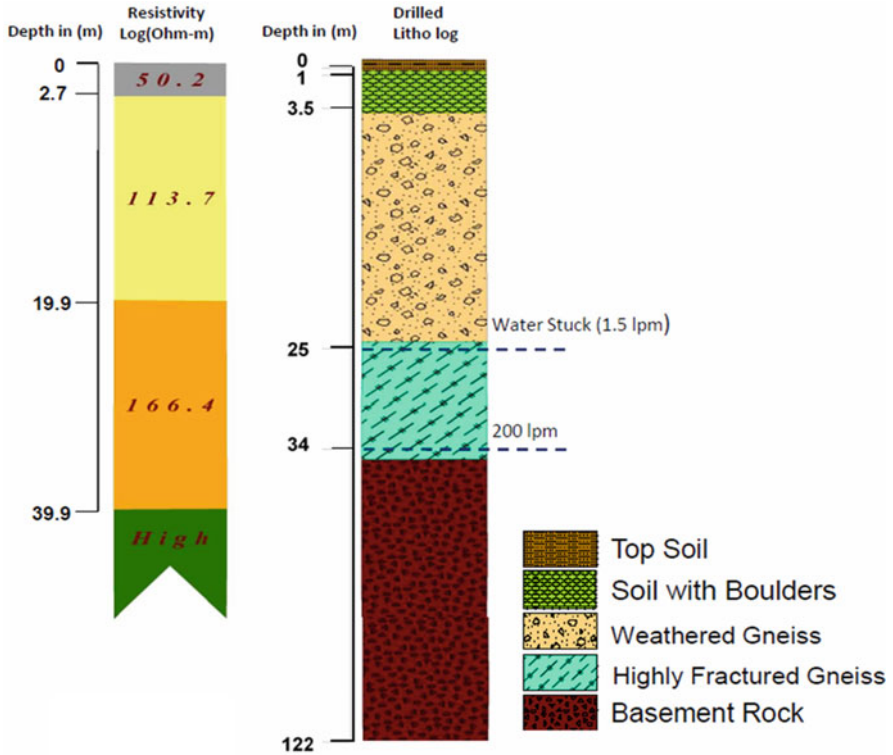 Resistivity
Log(Ohm-m)
Depth in (m)
0
50.2
2.7
113.7
19.9
166.4
39.9
High
Drilled
Litho log
Depth in (m)
0
1
3.5
Water Stuck (1.5 lpm)
25
200 lpm
34
122
Top Soil
Soil with Boulders
Weathered Gneiss
Highly Fractured Gneiss
Basement Rock